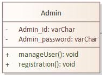 Admin
- Admin_id: varChar
- Admin_password: varChar
+ manageUser(): void
+ registration(): void